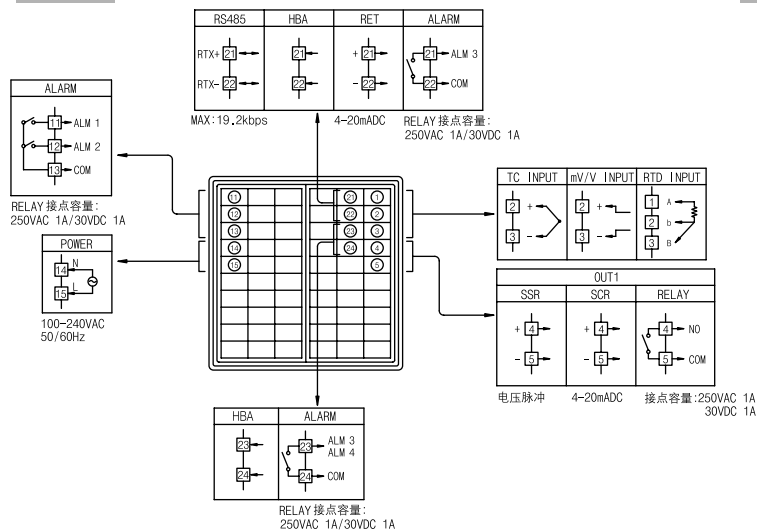 RS485 HBA RET ALARM
RTX+ 21 21 + 21 21 ALM 3
RTX- 22 22 - 22 22 COM
MAX:19.2kbps 4-20mADC RELAY 接点容量:
250VAC 1A/30VDC 1A
ALARM
11 ALM 1
12 ALM 2
13 COM
RELAY 接点容量:
250VAC 1A/30VDC 1A
POWER
14 N
15 L
100-240VAC
50/60Hz
11 21 1
12 22 2
13 23 3
14 24 4
15 5
TC INPUT mV/V INPUT RTD INPUT
2 + 2 + 1 A
3 - 3 - 2 b
3 B
OUT1
SSR SCR RELAY
+ 4 + 4 4 NO
- 5 - 5 5 COM
电压脉冲 4-20mADC 接点容量:250VAC 1A
30VDC 1A
HBA ALARM
23 23 ALM 3
ALM 4
24 24 COM
RELAY 接点容量:
250VAC 1A/30VDC 1A